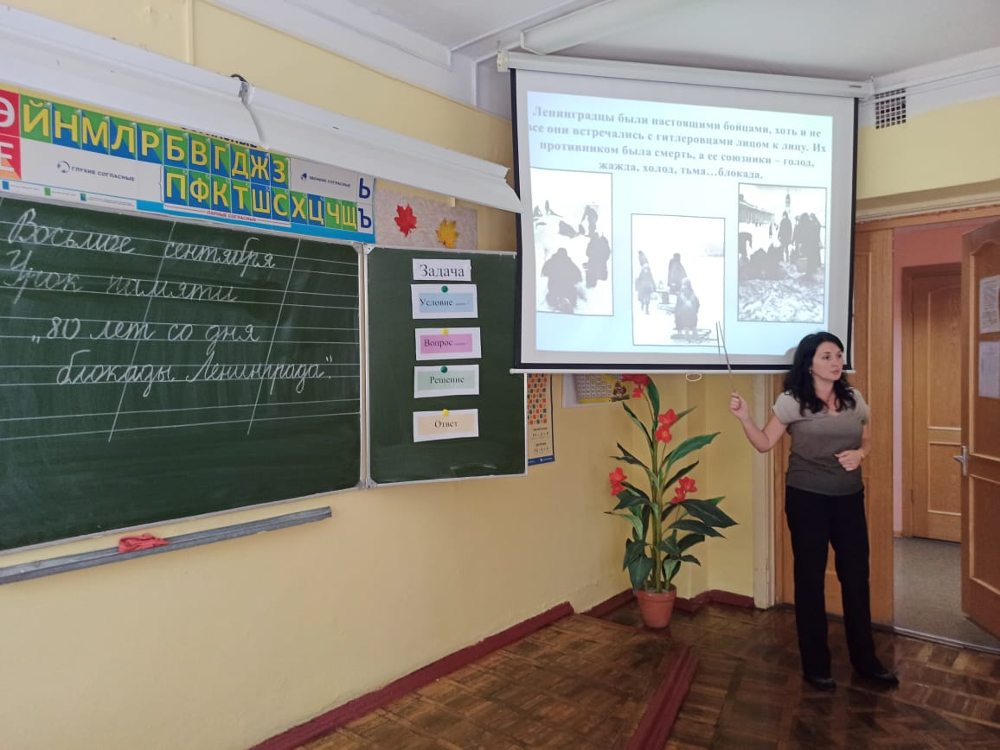 Э Й Н М Л Р Б В Г Д Ж З
Е П Ф К Т Ш С Х Ц Ч Щ
Ь
Ъ
ГЛУХИЕ СОГЛАСНЫЕ
ЗВОНКИЕ СОГЛАСНЫЕ
ПАРНЫЕ СОГЛАСНЫЕ
Восьмое сентября
Урок памяти
„80 лет со дня
блокады Ленинграда".
Задача
Условие
Вопрос
Решение
Ответ
Ленинградцы были настоящими бойцами, хоть и не
все они встречались с гитлеровцами лицом к лицу. Их
противником была смерть, а ее союзники – голод,
жажда, холод, тьма…блокада.